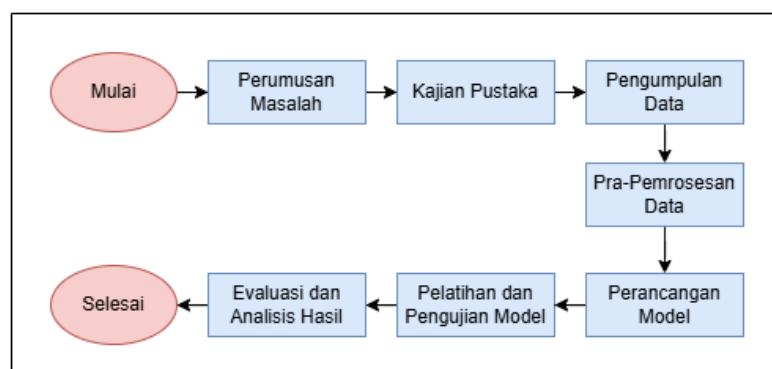 Mulai
Perumusan
Masalah
Kajian Pustaka
Pengumpulan
Data
Pra-Pemrosesan
Data
Perancangan
Model
Pelatihan dan
Pengujian Model
Evaluasi dan
Analisis Hasil
Selesai